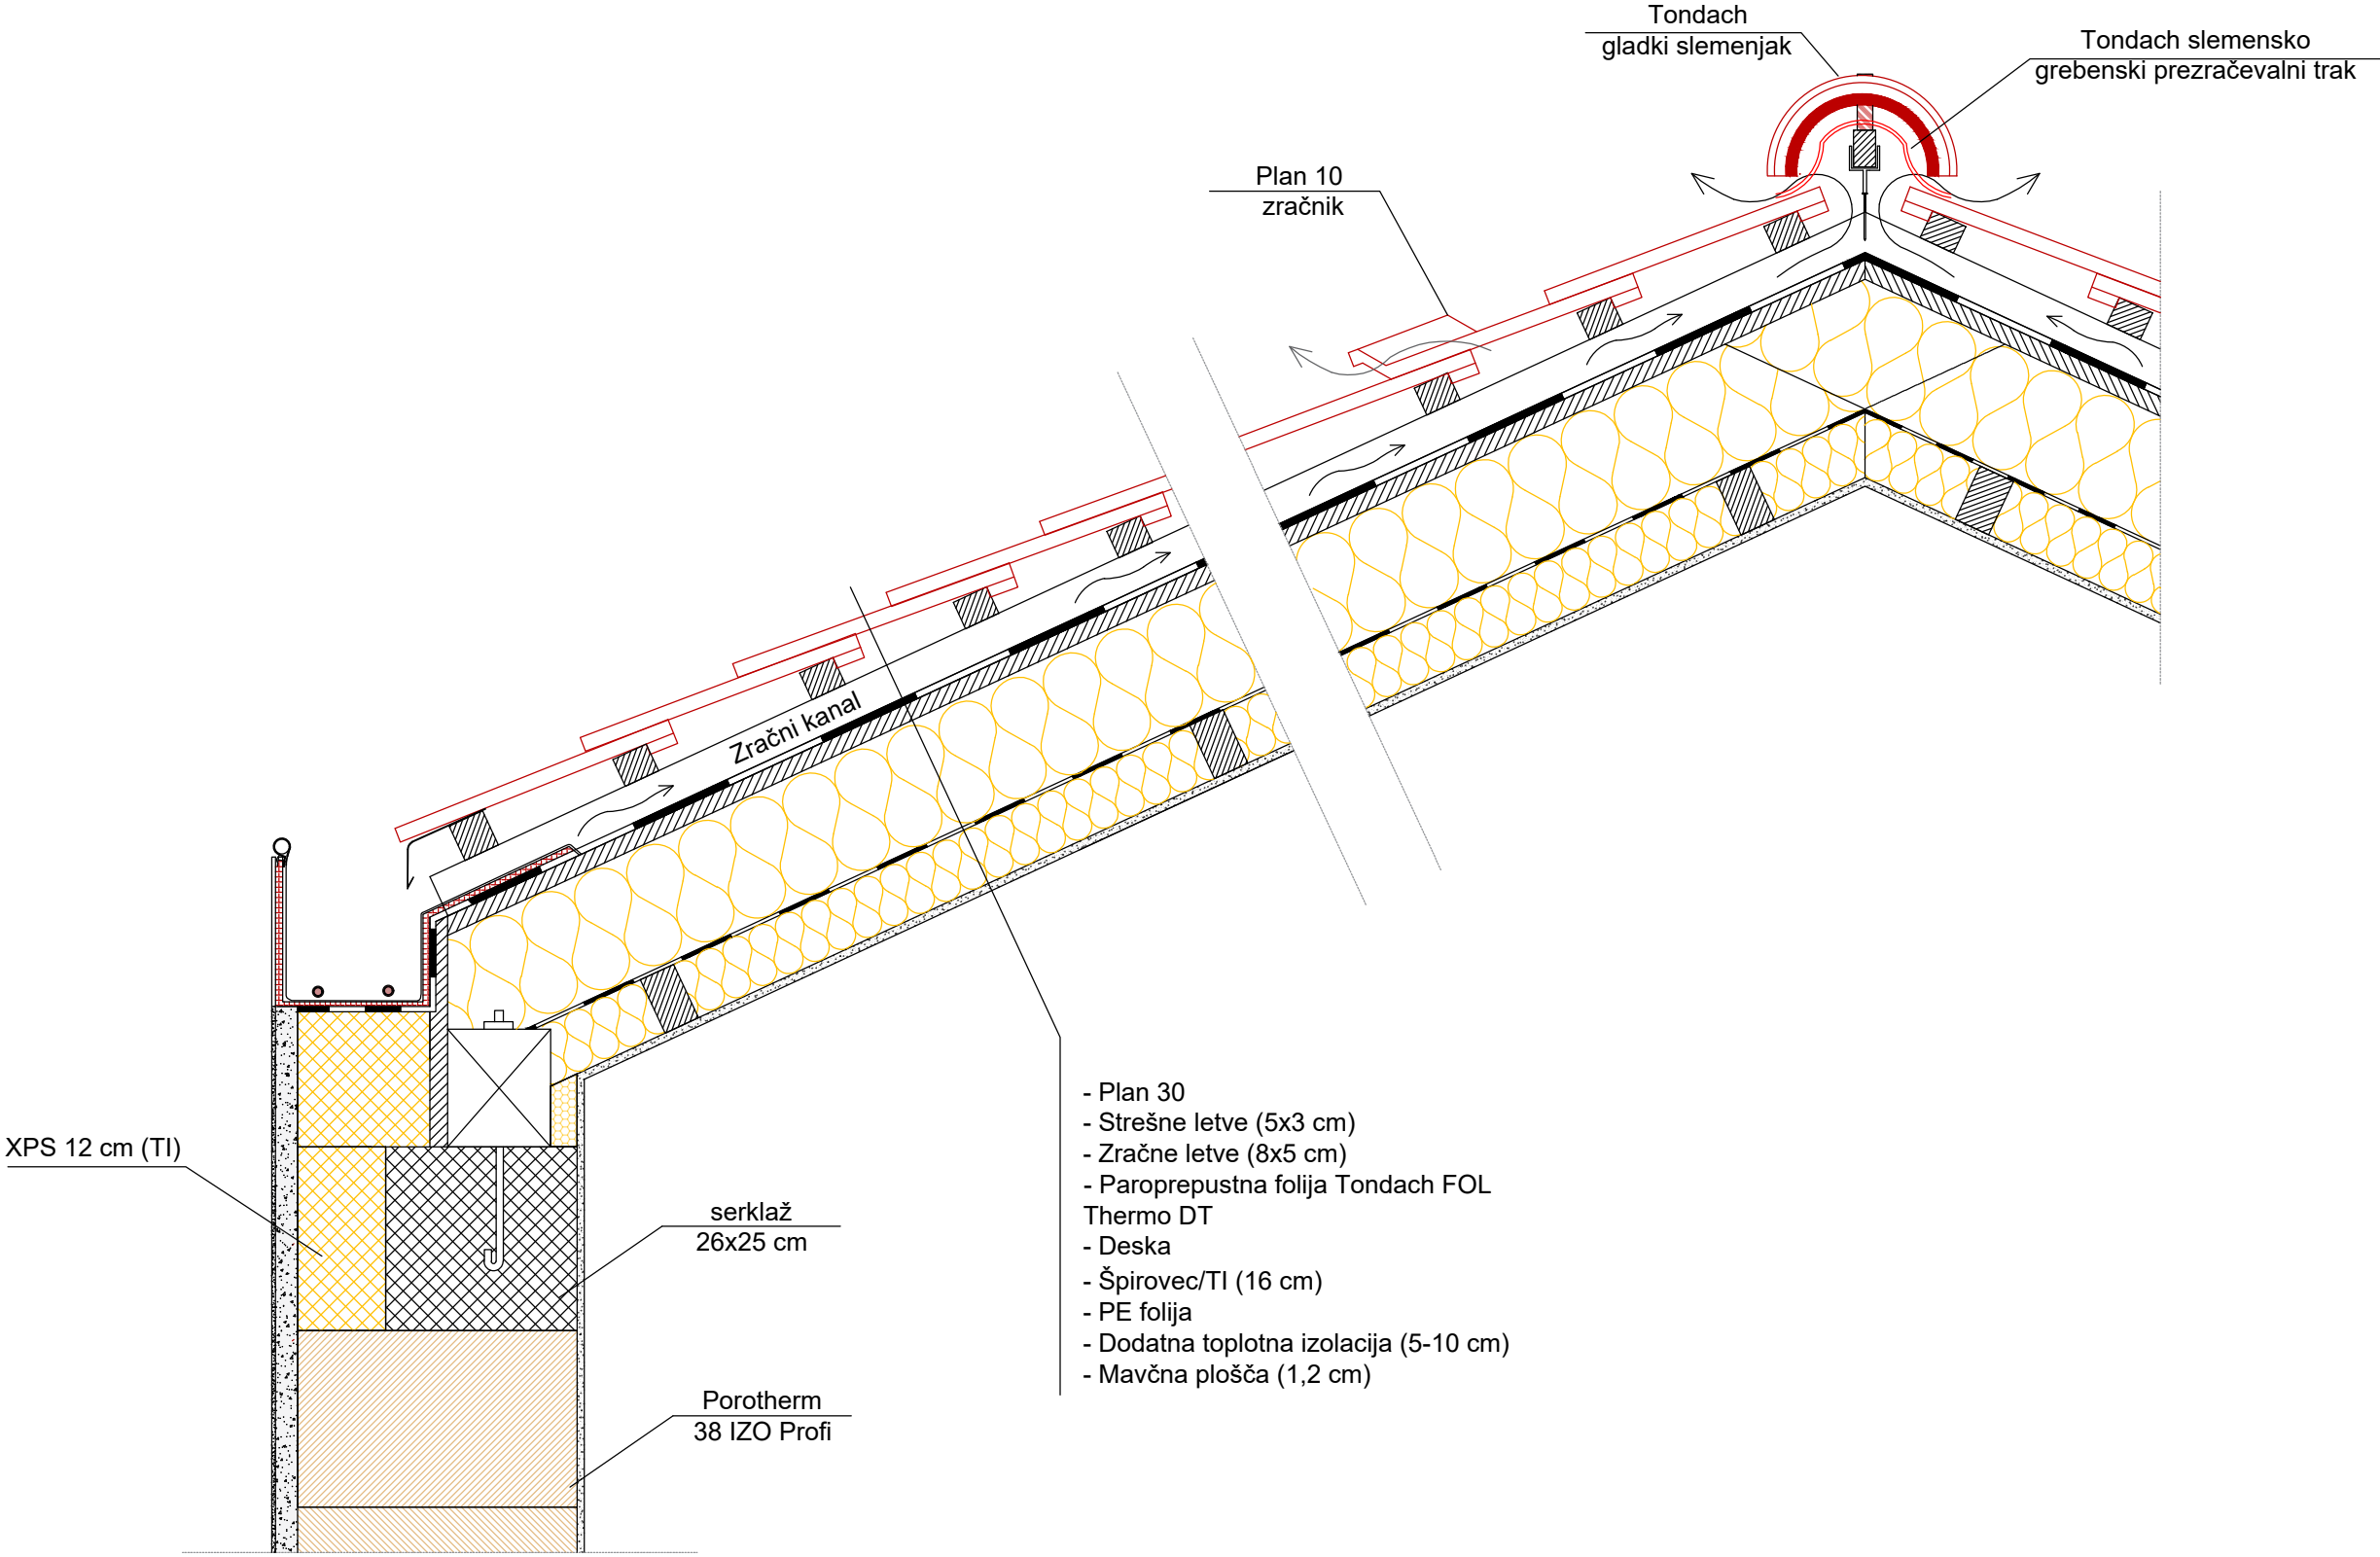 Tondach
gladki slemenjak
Tondach slemensko
grebenski prezračevalni trak
Plan 10
zračnik
Zračni kanal
XPS 12 cm (TI)
serklaž
26x25 cm
Porotherm
38 IZO Profi
- Plan 30
- Strešne letve (5x3 cm)
- Zračne letve (8x5 cm)
- Paroprepustna folija Tondach FOL
Thermo DT
- Deska
- Špirovec/TI (16 cm)
- PE folija
- Dodatna toplotna izolacija (5-10 cm)
- Mavčna plošča (1,2 cm)